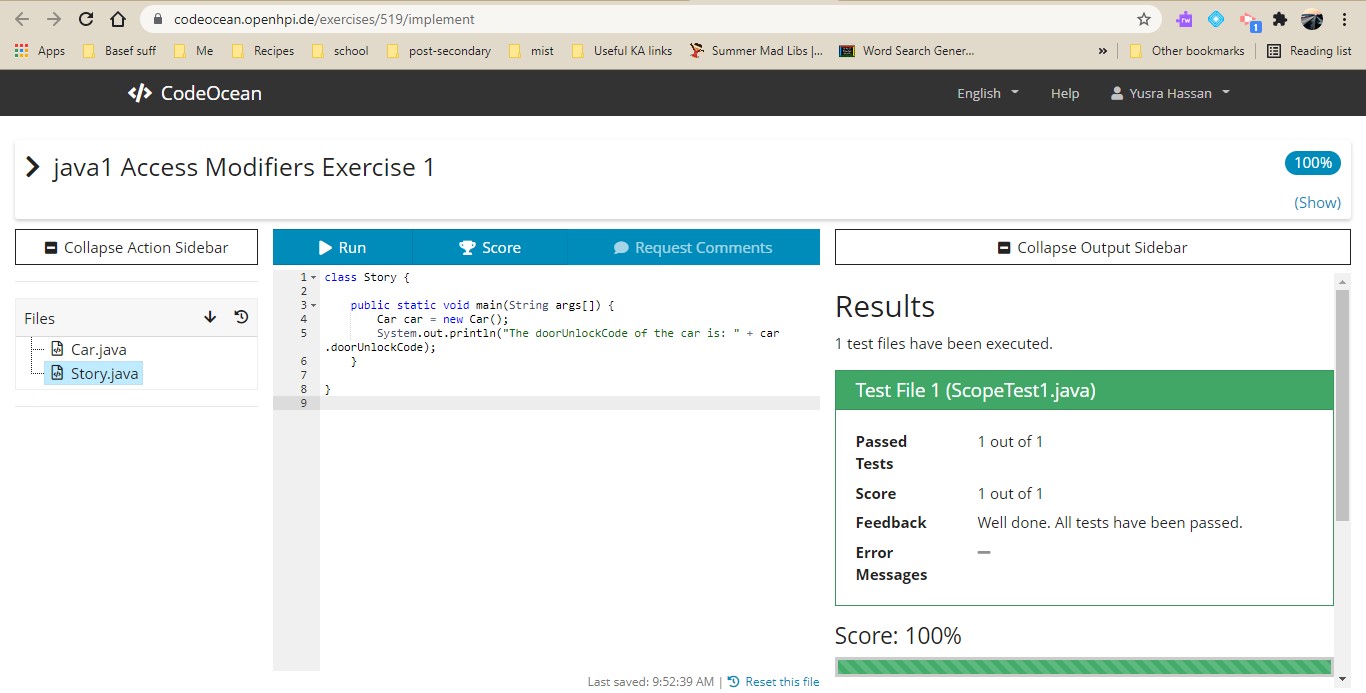 codeocean.openhpi.de/exercises/519/implement
1
Apps Basef suff Me Recipes school post-secondary mist Useful KA links Summer Mad Libs |... Word Search Gener... » Other bookmarks Reading list
</> CodeOcean English Help Yusra Hassan
java1 Access Modifiers Exercise 1 100%
(Show)
Collapse Action Sidebar Run Score Request Comments Collapse Output Sidebar
Files
Car.java
Story.java
1 class Story {
2
3 public static void main(String args[]) {
4 Car car = new Car();
5 System.out.println("The doorUnlockCode of the car is: " + car
.doorUnlockCode);
6 }
7
8 }
9
Last saved: 9:52:39 AM | Reset this file
Results
1 test files have been executed.
Test File 1 (ScopeTest1.java)
Passed Tests 1 out of 1
Score 1 out of 1
Feedback Well done. All tests have been passed.
Error Messages —
Score: 100%